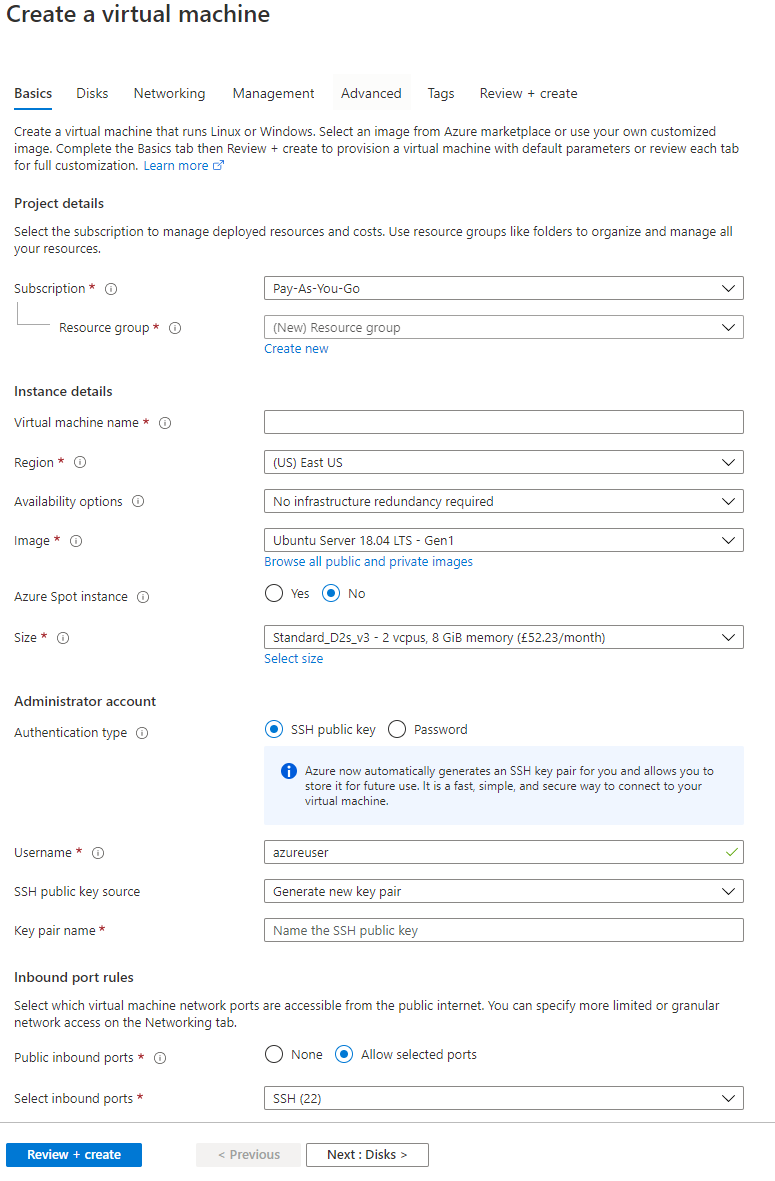 Create a virtual machine
Basics Disks Networking Management Advanced Tags Review + create
Create a virtual machine that runs Linux or Windows. Select an image from Azure marketplace or use your own customized
image. Complete the Basics tab then Review + create to provision a virtual machine with default parameters or review each tab
for full customization. Learn more
Project details
Select the subscription to manage deployed resources and costs. Use resource groups like folders to organize and manage all
your resources.
Subscription * Pay-As-You-Go
Resource group * (New) Resource group
Create new
Instance details
Virtual machine name *
Region * (US) East US
Availability options No infrastructure redundancy required
Image * Ubuntu Server 18.04 LTS - Gen1
Browse all public and private images
Azure Spot instance Yes No
Size * Standard_D2s_v3 - 2 vcpus, 8 GiB memory (£52.23/month)
Select size
Administrator account
Authentication type SSH public key Password
Azure now automatically generates an SSH key pair for you and allows you to
store it for future use. It is a fast, simple, and secure way to connect to your
virtual machine.
Username * azureuser
SSH public key source Generate new key pair
Key pair name * Name the SSH public key
Inbound port rules
Select which virtual machine network ports are accessible from the public internet. You can specify more limited or granular
network access on the Networking tab.
Public inbound ports * None Allow selected ports
Select inbound ports * SSH (22)
Review + create < Previous Next : Disks >